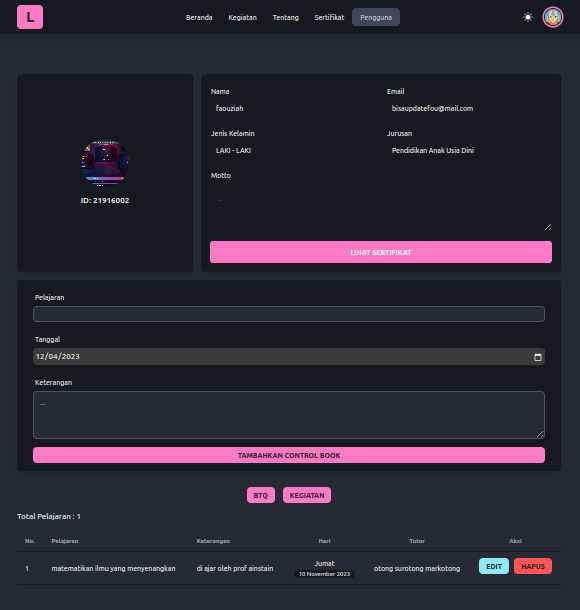 L
Beranda Kegiatan Tentang Sertifikat Pengguna
ID: 21916002
Nama Email
faouziah bisaupdatefou@mail.com
Jenis Kelamin Jurusan
LAKI - LAKI Pendidikan Anak Usia Dini
Motto
...
LIHAT SERTIFIKAT
Pelajaran
Tanggal
12/04/2023
Keterangan
...
TAMBAHKAN CONTROL BOOK
BTQ KEGIATAN
Total Pelajaran : 1
No. Pelajaran Keterangan Hari Tutor Aksi
1 matematikan ilmu yang menyenangkan di ajar oleh prof ainstain Jumat otong surotong markotong EDIT HAPUS
10 November 2023